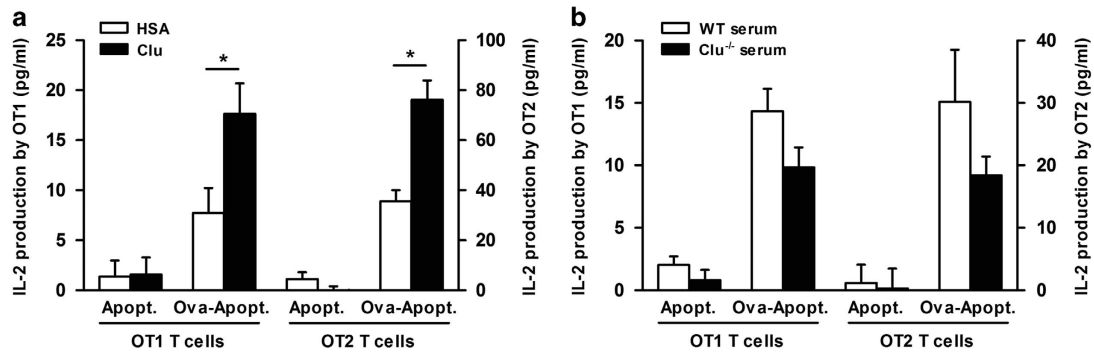 a
HSA
Clu
25
20
15
10
5
0
IL-2 production by OT1 (pg/ml)
*
*
100
80
60
40
20
0
IL-2 production by OT2 (pg/ml)
Apopt. Ova-Apopt. Apopt. Ova-Apopt.
OT1 T cells OT2 T cells
b
WT serum
Clu-/- serum
20
15
10
5
0
IL-2 production by OT1 (pg/ml)
40
30
20
10
0
IL-2 production by OT2 (pg/ml)
Apopt. Ova-Apopt. Apopt. Ova-Apopt.
OT1 T cells OT2 T cells